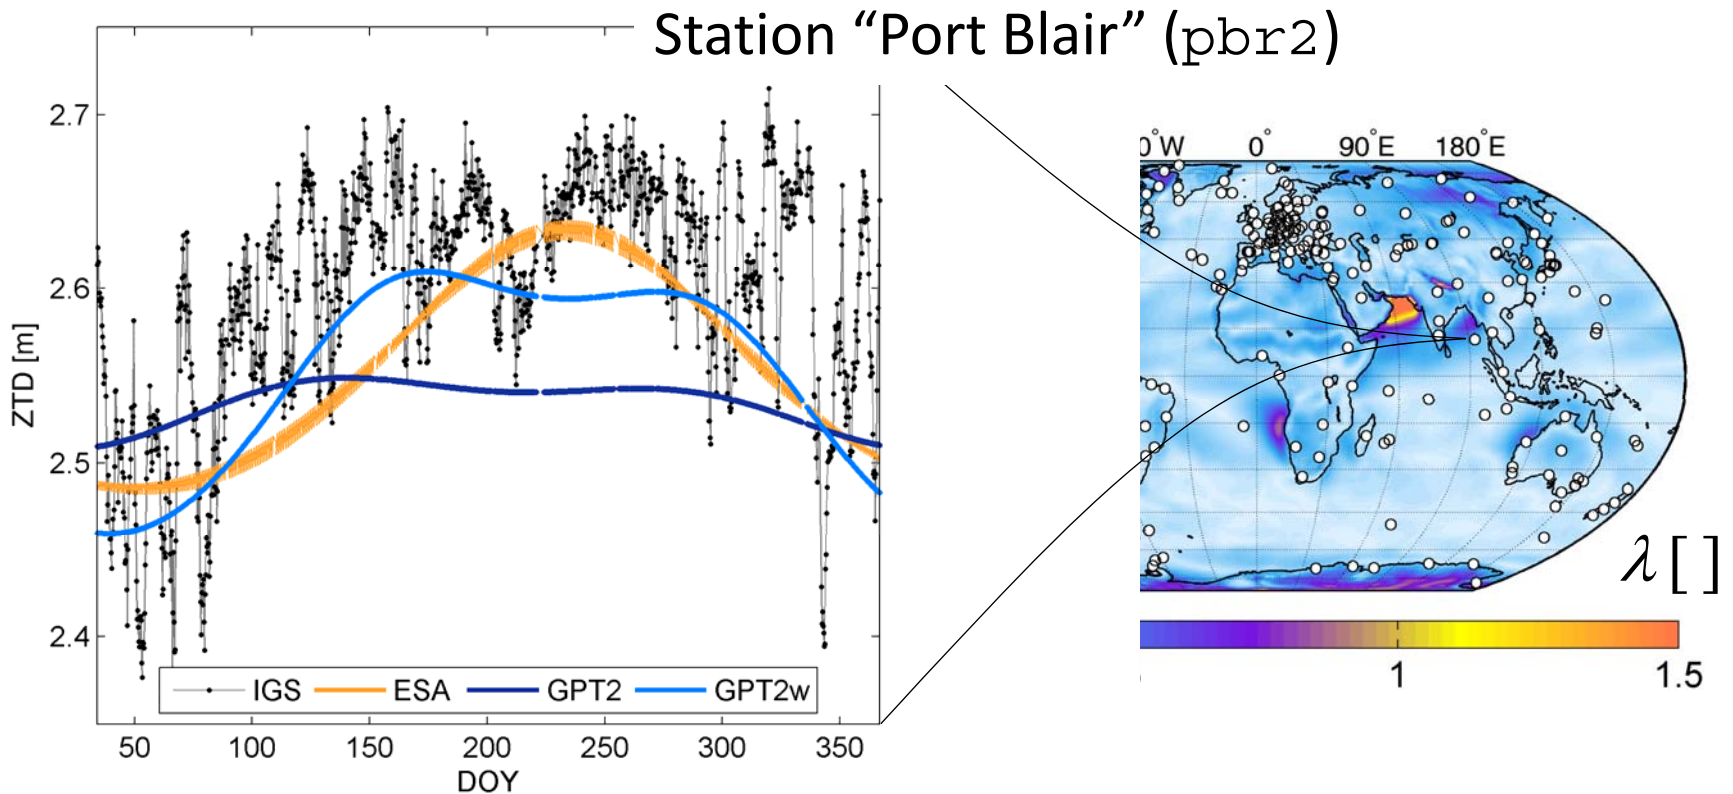 Station “Port Blair” (pbr2)
2.7
2.6
2.5
2.4
ZTD [m]
IGS ESA GPT2 GPT2w
50 100 150 200 250 300 350
DOY
0°W 0° 90°E 180°E
λ [ ]
1 1.5